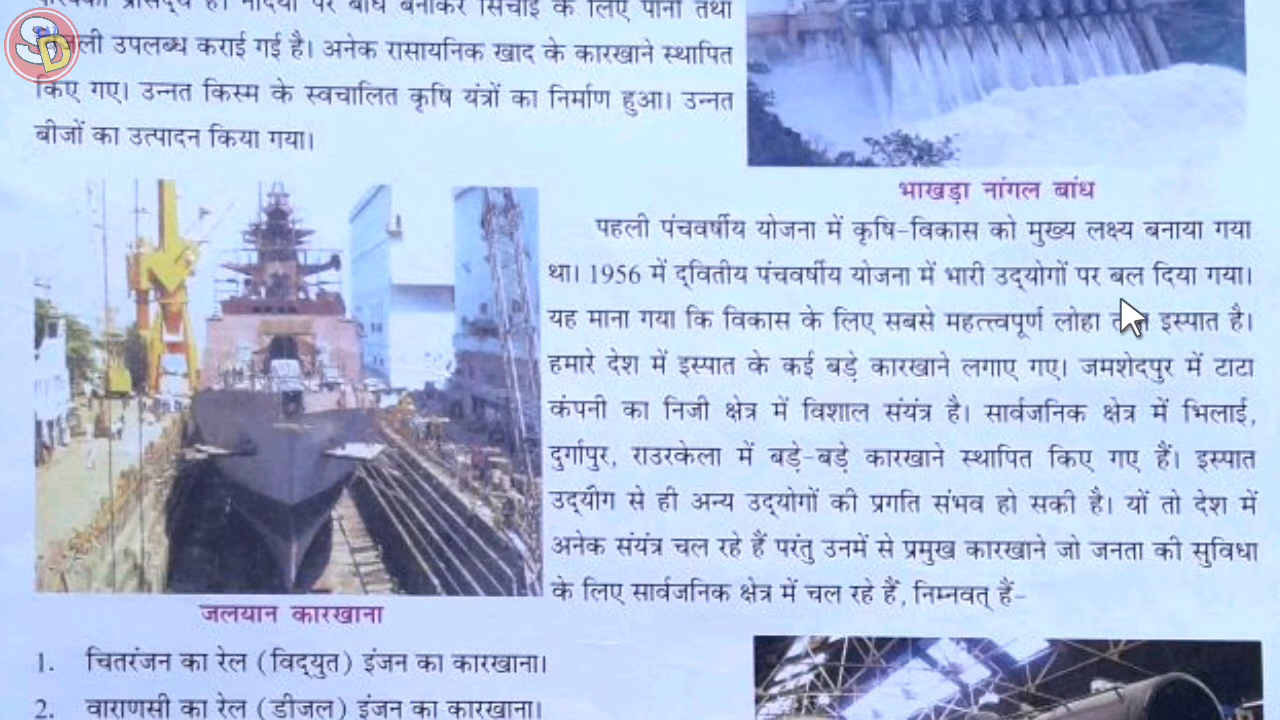 SD
प्रसिद्ध है। नदियों पर बाँध बनाकर सिंचाई के लिए पानी तथा
उपलब्ध कराई गई है। अनेक रासायनिक खाद के कारखाने स्थापित
किए गए। उन्नत किस्म के स्वचालित कृषि यंत्रों का निर्माण हुआ। उन्नत
बीजों का उत्पादन किया गया।
भाखड़ा नांगल बांध
पहली पंचवर्षीय योजना में कृषि-विकास को मुख्य लक्ष्य बनाया गया
था। 1956 में द्वितीय पंचवर्षीय योजना में भारी उद्योगों पर बल दिया गया।
यह माना गया कि विकास के लिए सबसे महत्त्वपूर्ण लोहा इस्पात है।
हमारे देश में इस्पात के कई बड़े कारखाने लगाए गए। जमशेदपुर में टाटा
कंपनी का निजी क्षेत्र में विशाल संयंत्र है। सार्वजनिक क्षेत्र में भिलाई,
दुर्गापुर, राउरकेला में बड़े-बड़े कारखाने स्थापित किए गए हैं। इस्पात
उद्योग से ही अन्य उद्योगों की प्रगति संभव हो सकी है। यों तो देश में
अनेक संयंत्र चल रहे हैं परंतु उनमें से प्रमुख कारखाने जो जनता की सुविधा
के लिए सार्वजनिक क्षेत्र में चल रहे हैं, निम्नवत् हैं-
जलयान कारखाना
1. चितरंजन का रेल (विद्युत) इंजन का कारखाना।
2. वाराणसी का रेल (डीजल) इंजन का कारखाना।